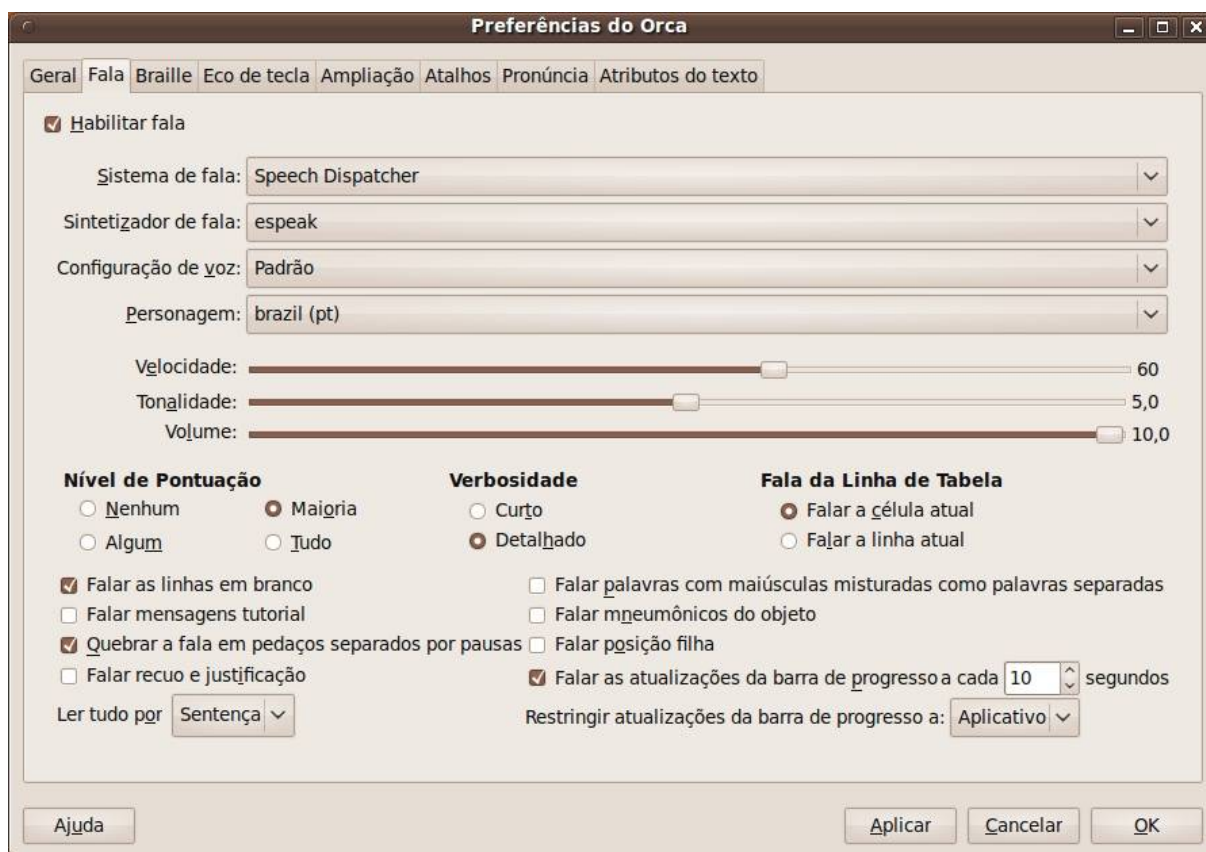 Preferências do Orca
Geral Fala Braille Eco de tecla Ampliação Atalhos Pronúncia Atributos do texto
Habilitar fala
Sistema de fala: Speech Dispatcher
Sintetizador de fala: espeak
Configuração de voz: Padrão
Personagem: brazil (pt)
Velocidade: 60
Tonalidade: 5,0
Volume: 10,0
Nível de Pontuação Verbosidade Fala da Linha de Tabela
Nenhum Maioria Curto Falar a célula atual
Algum Tudo Detalhado Falar a linha atual
Falar as linhas em branco Falar palavras com maiúsculas misturadas como palavras separadas
Falar mensagens tutorial Falar mneumônicos do objeto
Quebrar a fala em pedaços separados por pausas Falar posição filha
Falar recuo e justificação Falar as atualizações da barra de progresso a cada 10 segundos
Ler tudo por Sentença Restringir atualizações da barra de progresso a: Aplicativo
Ajuda Aplicar Cancelar OK